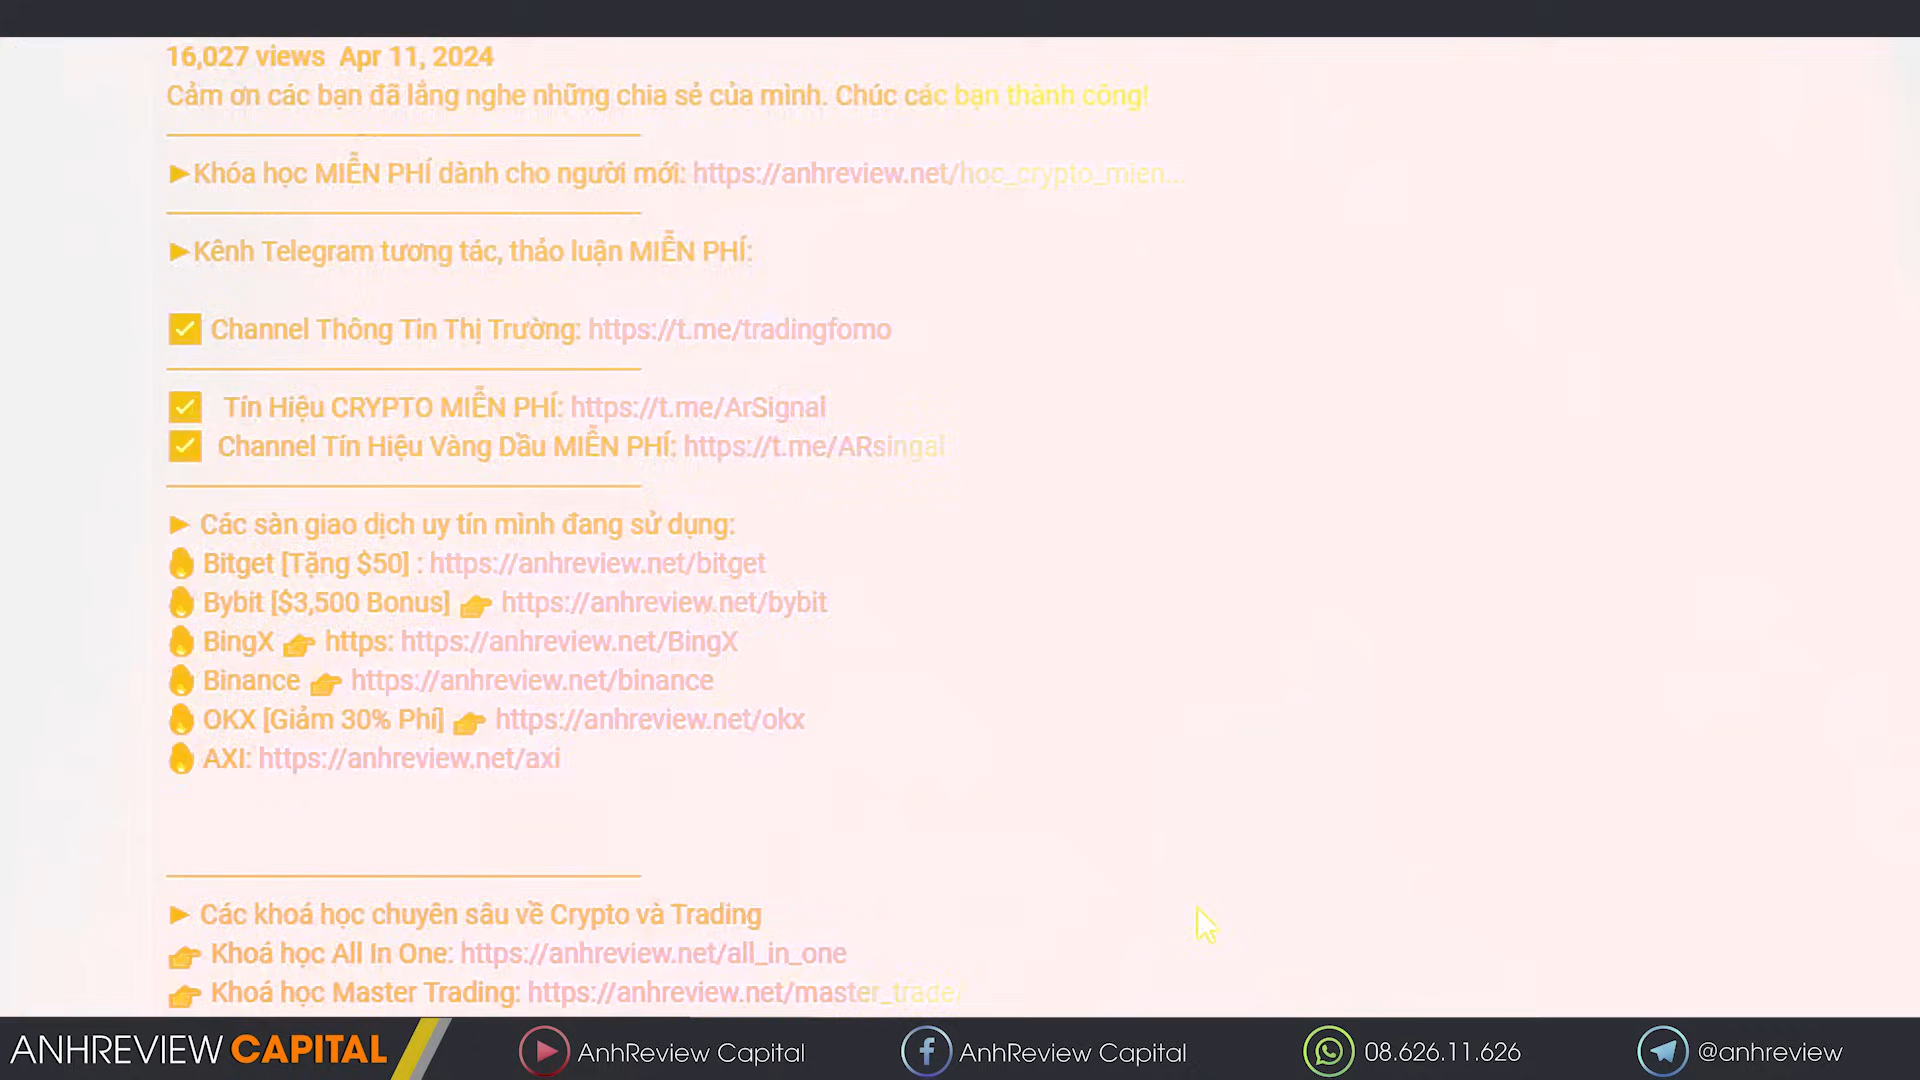 16,027 views Apr 11, 2024
Cảm ơn các bạn đã lắng nghe những chia sẻ của mình. Chúc các bạn thành công!
►Khóa học MIỄN PHÍ dành cho người mới: https://anhreview.net/hoc_crypto_mien...
►Kênh Telegram tương tác, thảo luận MIỄN PHÍ:
✅ Channel Thông Tin Thị Trường: https://t.me/tradingfomo
✅ Tín Hiệu CRYPTO MIỄN PHÍ: https://t.me/ArSignal
✅ Channel Tín Hiệu Vàng Dầu MIỄN PHÍ: https://t.me/ARsingal
► Các sàn giao dịch uy tín mình đang sử dụng:
🔥 Bitget [Tặng $50] : https://anhreview.net/bitget
🔥 Bybit [$3,500 Bonus] 👉 https://anhreview.net/bybit
🔥 BingX 👉 https: https://anhreview.net/BingX
🔥 Binance 👉 https://anhreview.net/binance
🔥 OKX [Giảm 30% Phí] 👉 https://anhreview.net/okx
🔥 AXI: https://anhreview.net/axi
► Các khoá học chuyên sâu về Crypto và Trading
👉 Khoá học All In One: https://anhreview.net/all_in_one
👉 Khoá học Master Trading: https://anhreview.net/master_trade/
ANHREVIEW CAPITAL AnhReview Capital AnhReview Capital 08.626.11.626 @anhreview